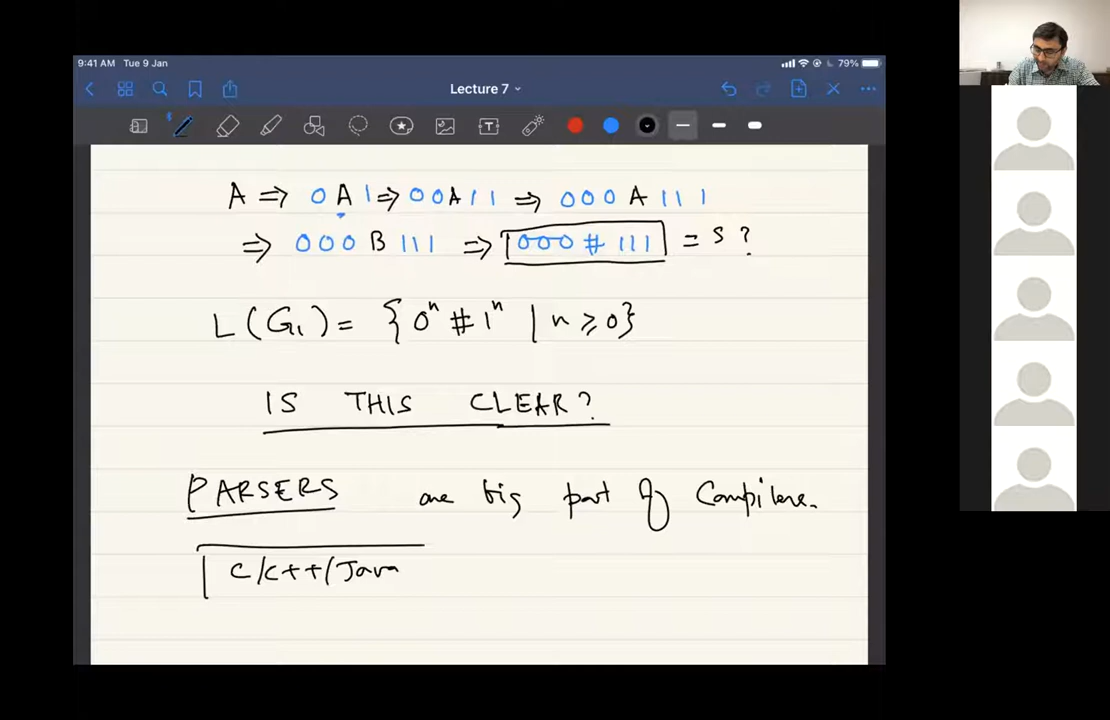 9:41 AM Tue 9 Jan 79%
Lecture 7
A ⇒ 0A1 ⇒ 00A11 ⇒ 000A111
⇒ 000B111 ⇒ 000#111 = S ?
L(G₁) = {0ⁿ#1ⁿ | n ≥ 0}
IS THIS CLEAR?
PARSERS are big part of Compilers.
C/C++/Java